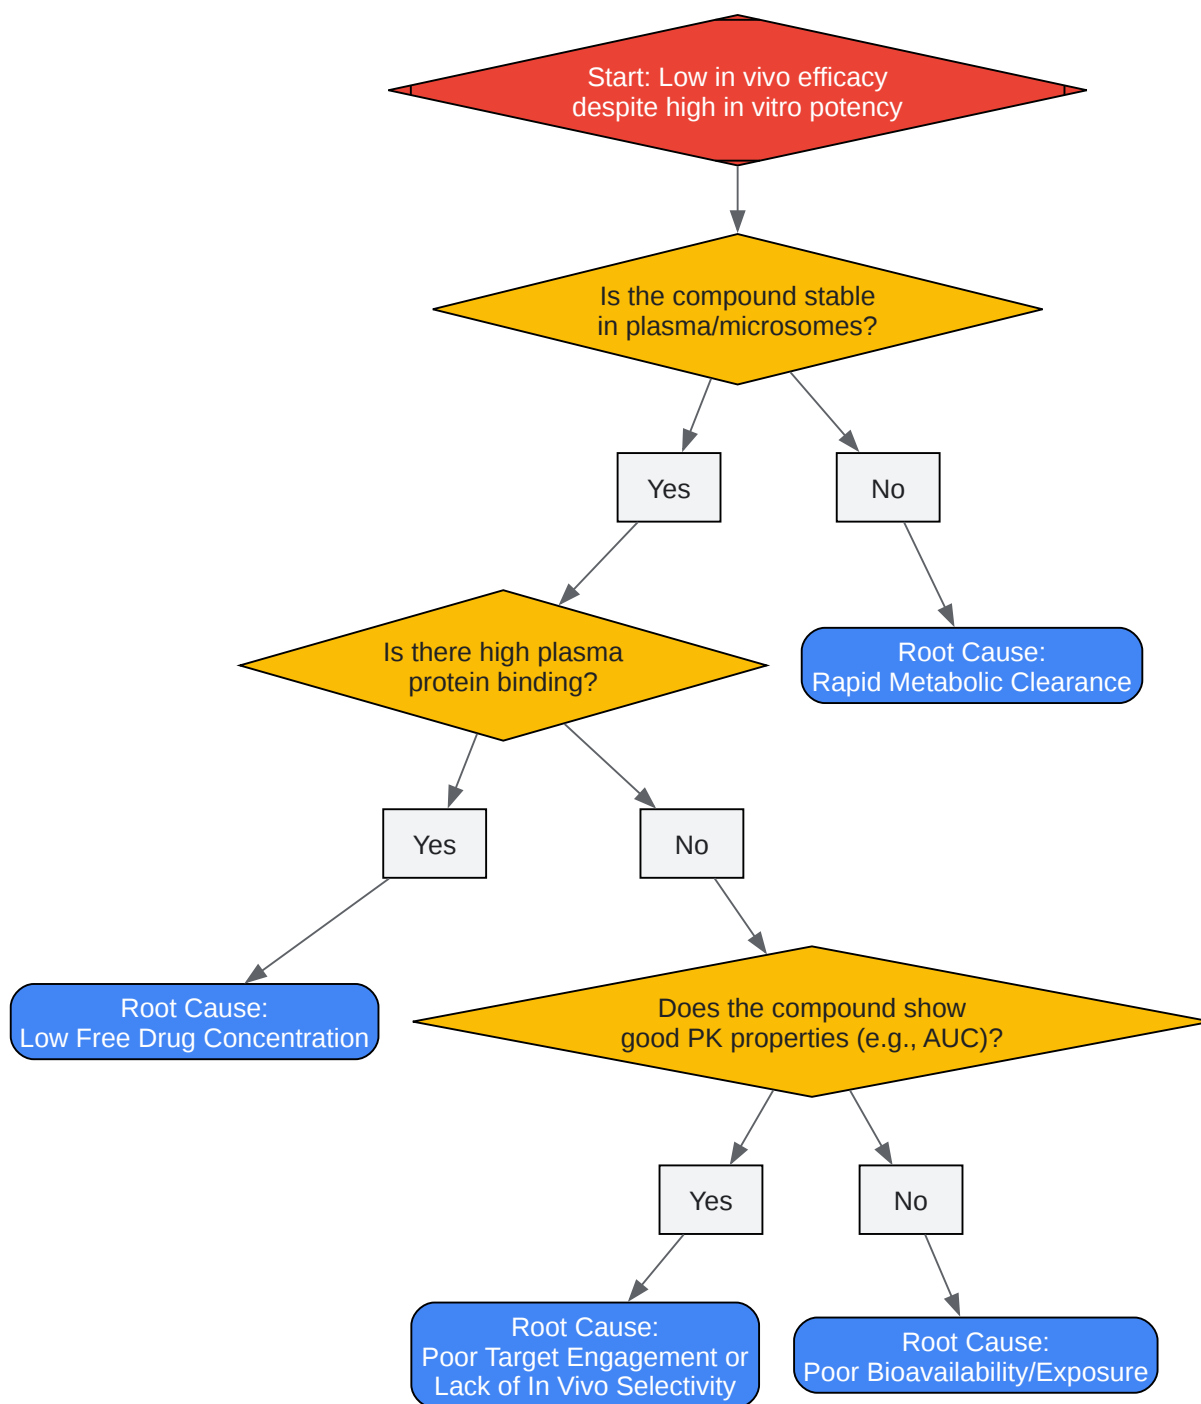 Start: Low in vivo efficacy
despite high in vitro potency
Is the compound stable
in plasma/microsomes?
Yes
No
Is there high plasma
protein binding?
Root Cause:
Rapid Metabolic Clearance
Yes
No
Root Cause:
Low Free Drug Concentration
Does the compound show
good PK properties (e.g., AUC)?
Yes
No
Root Cause:
Poor Target Engagement or
Lack of In Vivo Selectivity
Root Cause:
Poor Bioavailability/Exposure